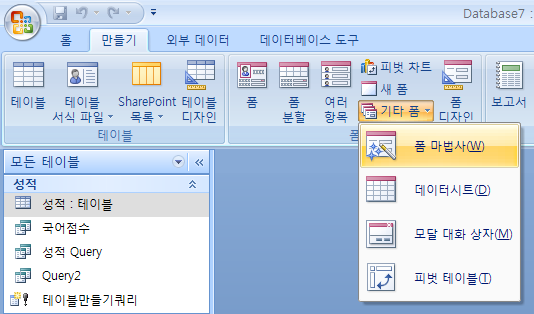 Database7 :
홈 만들기 외부 데이터 데이터베이스 도구
테이블
테이블
서식 파일
SharePoint
목록
테이블
디자인
테이블
폼
폼
분할
여러
항목
피벗 차트
새 폼
기타 폼
폼
디자인
보고서
폼
폼 마법사(W)
데이터시트(D)
모달 대화 상자(M)
피벗 테이블(T)
모든 테이블
성적
성적 : 테이블
국어점수
성적 Query
Query2
테이블만들기쿼리